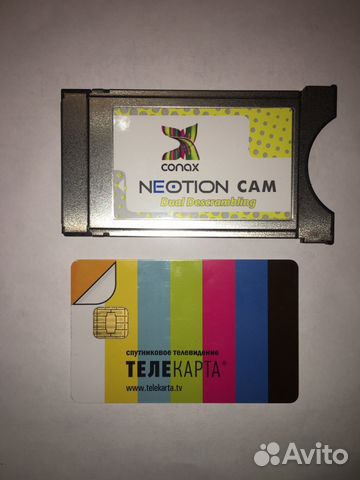 conax
NEOTION CAM
Dual Descrambling
спутниковое телевидение
ТЕЛЕКАРТА®
www.telekarta.tv
Avito